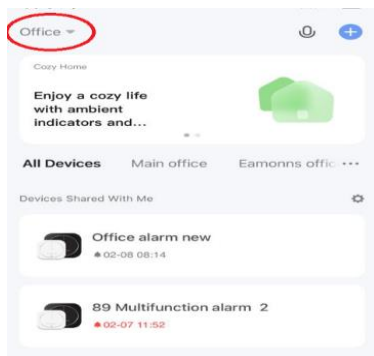 Office
Cozy Home
Enjoy a cozy life
with ambient
indicators and...
All Devices Main office Eamonns offic ...
Devices Shared With Me
Office alarm new
02-08 08:14
89 Multifunction alarm 2
02-07 11:52